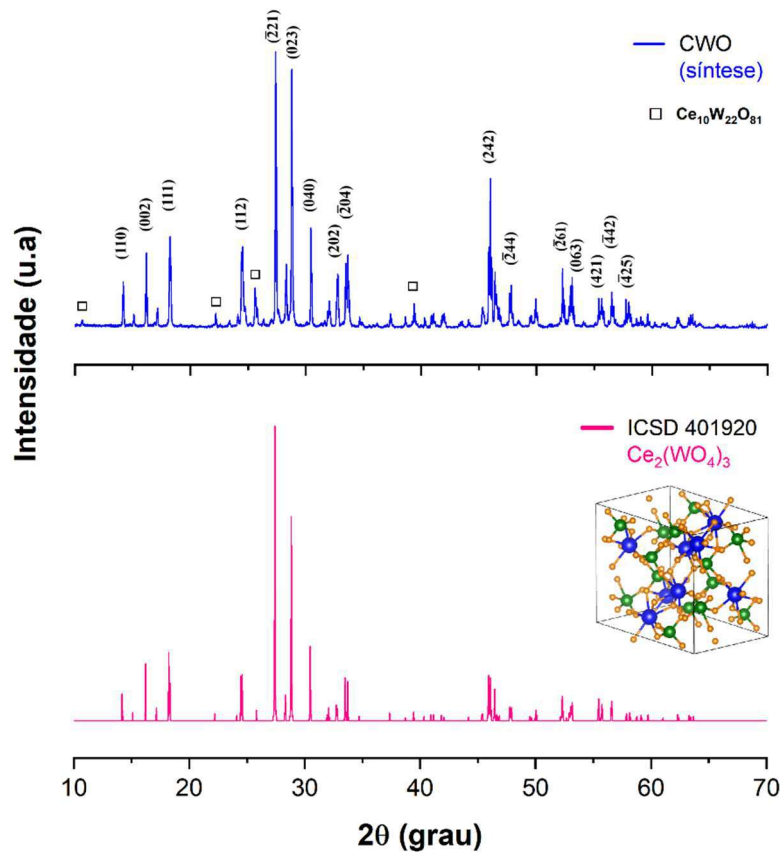 Intensidade (u.a)
CWO
(síntese)
□ Ce₁₀W₂₂O₈₁
(110)
(002)
(111)
(112)
(2̅21)
(023)
(040)
(202)
(2̅04)
(242)
(2̅44)
(2̅61)
(063)
(421)
(4̅42)
(4̅25)
ICSD 401920
Ce₂(WO₄)₃
10 20 30 40 50 60 70
2θ (grau)